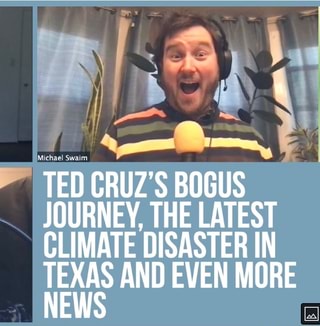 Michael Swaim
TED CRUZ'S BOGUS
JOURNEY, THE LATEST
CLIMATE DISASTER IN
TEXAS AND EVEN MORE
NEWS